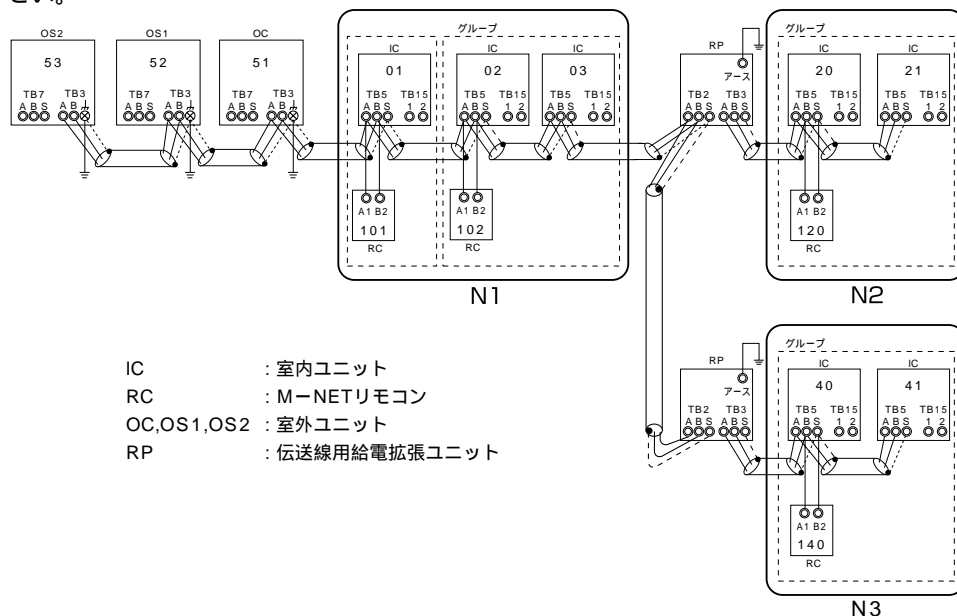 さい。
グループ
グループ
OS2
OS1
OC
IC
IC
IC
RP
IC
IC
53
52
51
01
02
03
アース
20
21
TB7
TB3
TB7
TB3
TB7
TB3
TB5
TB15
TB5
TB15
TB5
TB15
TB2
TB3
TB5
TB15
TB5
TB15
A B S
A B
A B S
A B
A B S
A B
A B S
1 2
A B S
1 2
A B S
1 2
A B S
A B S
A B S
1 2
A B S
1 2
A1 B2
A1 B2
A1 B2
101
102
120
RC
RC
RC
N1
N2
グループ
RP
IC
IC
アース
40
41
TB2
TB3
TB5
TB15
TB5
TB15
A B S
A B S
A B S
1 2
A B S
1 2
A1 B2
140
RC
N3
IC : 室内ユニット
RC : MーNETリモコン
OC,OS1,OS2 : 室外ユニット
RP : 伝送線用給電拡張ユニット